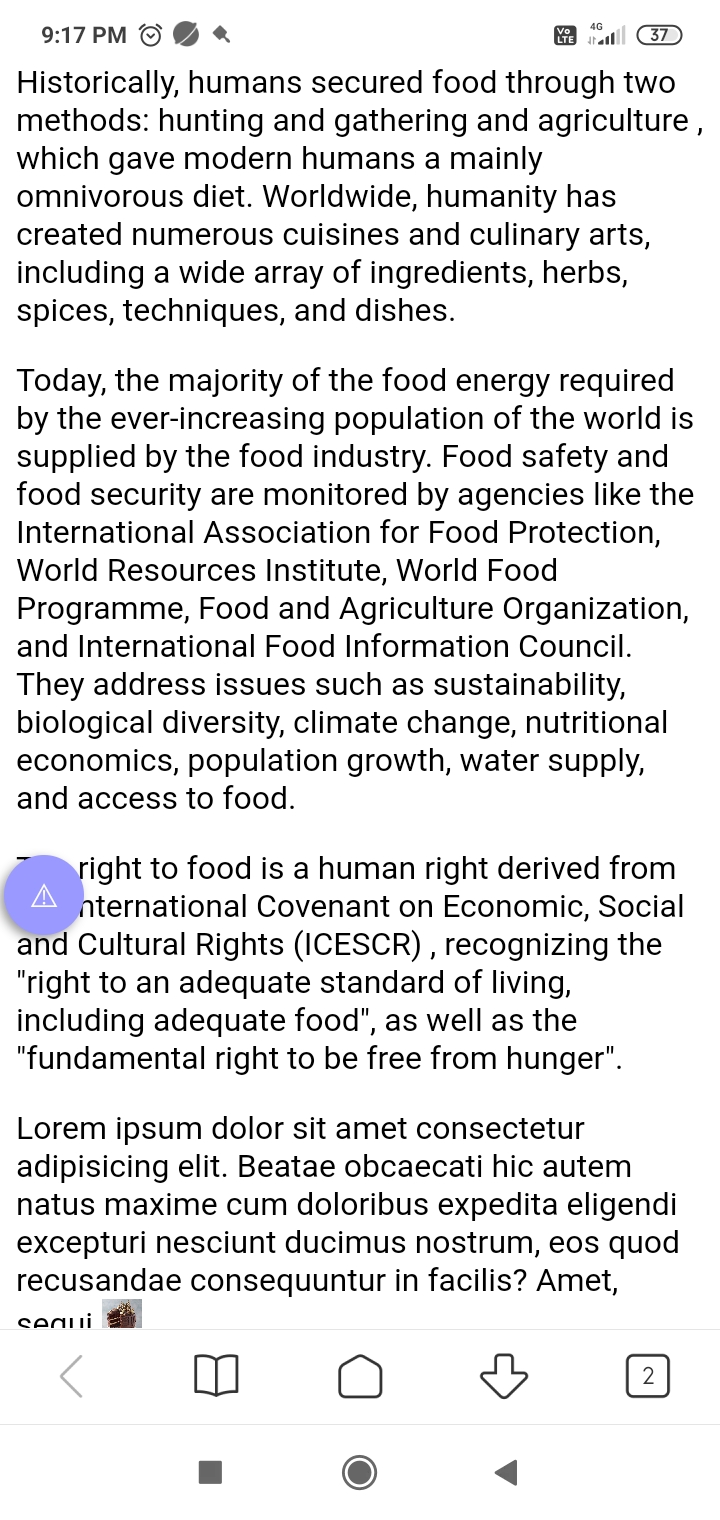 9:17 PM
Vo LTE
4G
37
Historically, humans secured food through two
methods: hunting and gathering and agriculture ,
which gave modern humans a mainly
omnivorous diet. Worldwide, humanity has
created numerous cuisines and culinary arts,
including a wide array of ingredients, herbs,
spices, techniques, and dishes.
Today, the majority of the food energy required
by the ever-increasing population of the world is
supplied by the food industry. Food safety and
food security are monitored by agencies like the
International Association for Food Protection,
World Resources Institute, World Food
Programme, Food and Agriculture Organization,
and International Food Information Council.
They address issues such as sustainability,
biological diversity, climate change, nutritional
economics, population growth, water supply,
and access to food.
right to food is a human right derived from
nternational Covenant on Economic, Social
and Cultural Rights (ICESCR) , recognizing the
"right to an adequate standard of living,
including adequate food", as well as the
"fundamental right to be free from hunger".
Lorem ipsum dolor sit amet consectetur
adipisicing elit. Beatae obcaecati hic autem
natus maxime cum doloribus expedita eligendi
excepturi nesciunt ducimus nostrum, eos quod
recusandae consequuntur in facilis? Amet,
sequi
2